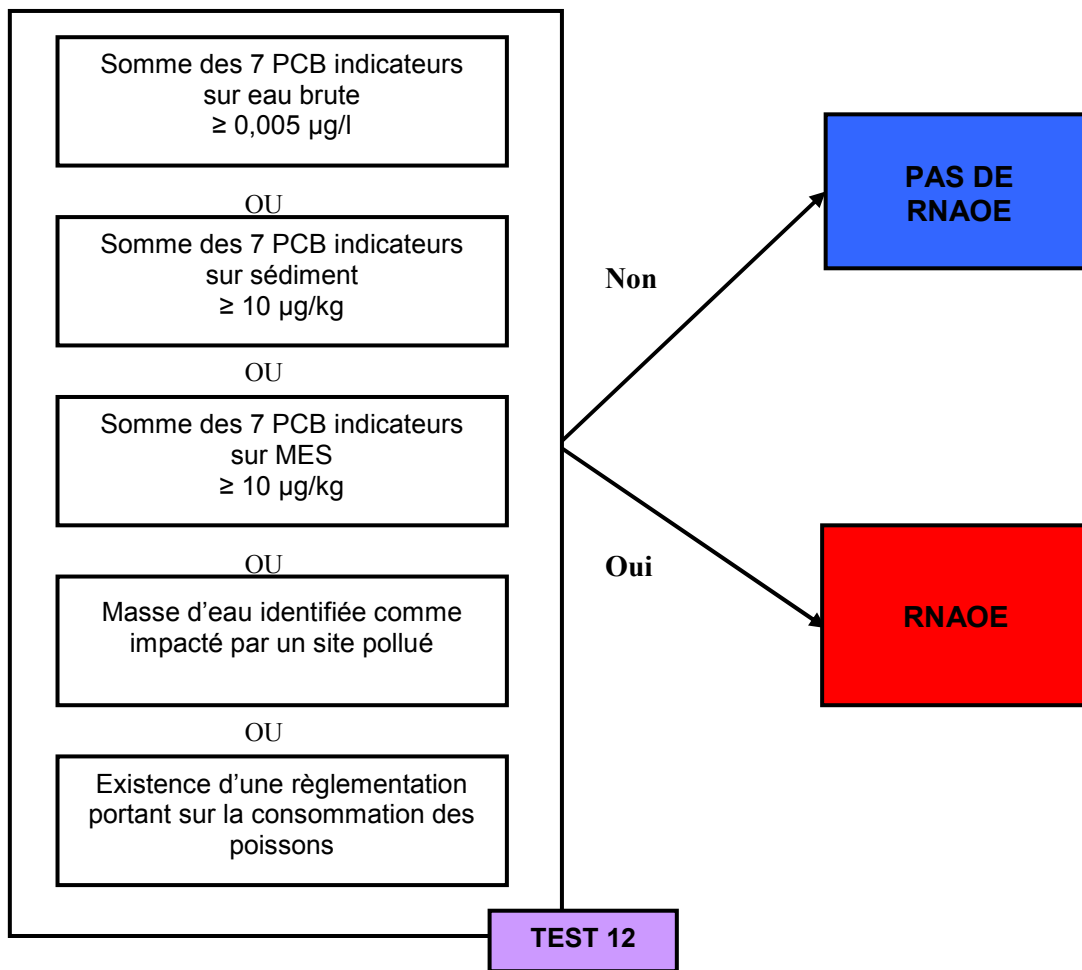 Somme des 7 PCB indicateurs
sur eau brute
≥ 0,005 µg/l
OU
Somme des 7 PCB indicateurs
sur sédiment
≥ 10 µg/kg
OU
Somme des 7 PCB indicateurs
sur MES
≥ 10 µg/kg
OU
Masse d’eau identifiée comme
impacté par un site pollué
OU
Existence d’une règlementation
portant sur la consommation des
poissons
TEST 12
Non
Oui
PAS DE
RNAOE
RNAOE